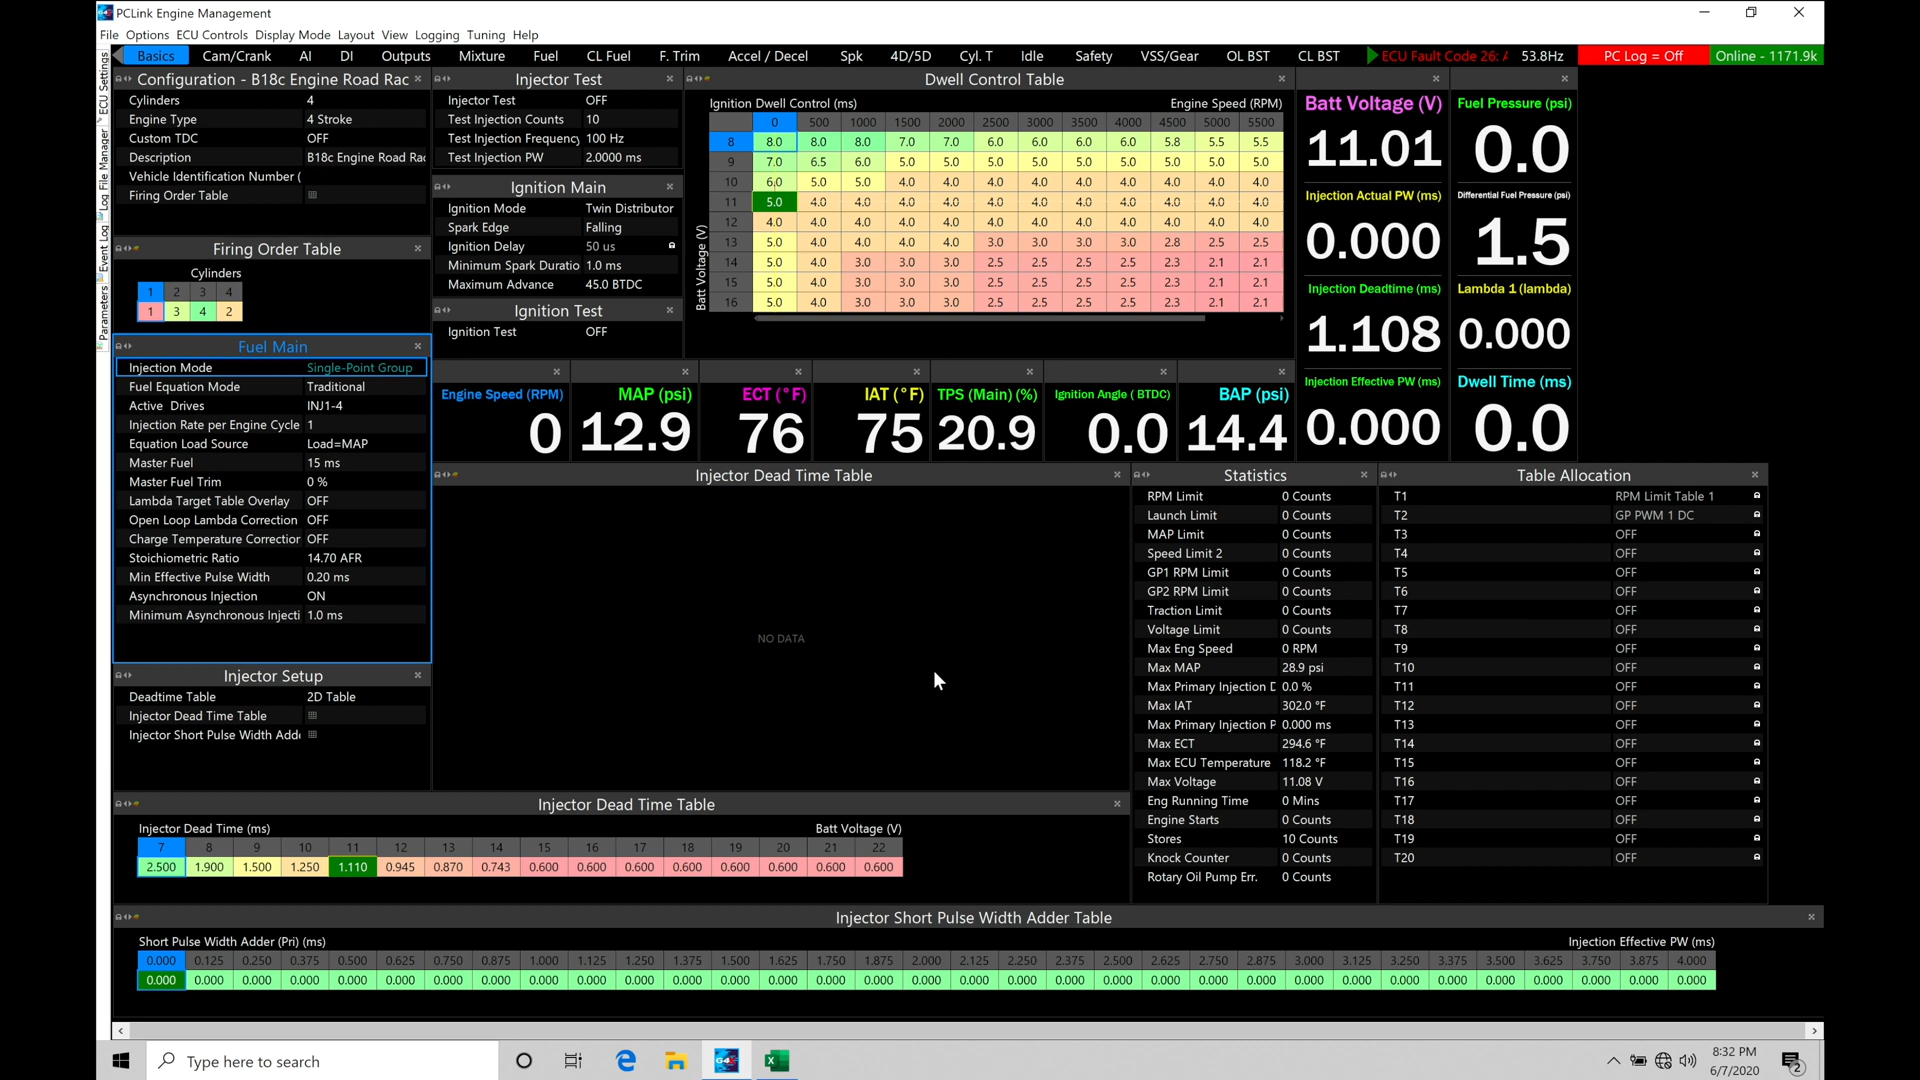 PCLink Engine Management
File Options ECU Controls Display Mode Layout View Logging Tuning Help
Basics Cam/Crank AI DI Outputs Mixture Fuel CL Fuel F. Trim Accel / Decel Spk 4D/5D Cyl. T Idle Safety VSS/Gear OL BST CL BST ECU Fault Code 26: 53.8Hz PC Log = Off Online - 1171.9k
ECU Settings
Log File Manager
Event Log
Parameters
Configuration - B18c Engine Road Rac
Cylinders 4
Engine Type 4 Stroke
Custom TDC OFF
Description B18c Engine Road Rac
Vehicle Identification Number (
Firing Order Table
Firing Order Table
Cylinders
1 2 3 4
1 3 4 2
Fuel Main
Injection Mode Single-Point Group
Fuel Equation Mode Traditional
Active Drives INJ1-4
Injection Rate per Engine Cycle 1
Equation Load Source Load=MAP
Master Fuel 15 ms
Master Fuel Trim 0 %
Lambda Target Table Overlay OFF
Open Loop Lambda Correction OFF
Charge Temperature Correction OFF
Stoichiometric Ratio 14.70 AFR
Min Effective Pulse Width 0.20 ms
Asynchronous Injection ON
Minimum Asynchronous Injecti 1.0 ms
Injector Setup
Deadtime Table 2D Table
Injector Dead Time Table
Injector Short Pulse Width Adde
Injector Test
Injector Test OFF
Test Injection Counts 10
Test Injection Frequency 100 Hz
Test Injection PW 2.0000 ms
Ignition Main
Ignition Mode Twin Distributor
Spark Edge Falling
Ignition Delay 50 us
Minimum Spark Duratio 1.0 ms
Maximum Advance 45.0 BTDC
Ignition Test
Ignition Test OFF
Dwell Control Table
Ignition Dwell Control (ms) Engine Speed (RPM)
0 500 1000 1500 2000 2500 3000 3500 4000 4500 5000 5500
8 8.0 8.0 8.0 7.0 7.0 6.0 6.0 6.0 6.0 5.8 5.5 5.5
9 7.0 6.5 6.0 5.0 5.0 5.0 5.0 5.0 5.0 5.0 5.0 5.0
10 6.0 5.0 5.0 4.0 4.0 4.0 4.0 4.0 4.0 4.0 4.0 4.0
11 5.0 4.0 4.0 4.0 4.0 4.0 4.0 4.0 4.0 4.0 4.0 4.0
12 4.0 4.0 4.0 4.0 4.0 4.0 4.0 4.0 4.0 4.0 4.0 4.0
13 5.0 4.0 4.0 4.0 4.0 3.0 3.0 3.0 3.0 2.8 2.5 2.5
14 5.0 4.0 3.0 3.0 3.0 2.5 2.5 2.5 2.5 2.3 2.1 2.1
15 5.0 4.0 3.0 3.0 3.0 2.5 2.5 2.5 2.5 2.3 2.1 2.1
16 5.0 4.0 3.0 3.0 3.0 2.5 2.5 2.5 2.5 2.3 2.1 2.1
Batt Voltage (V)
Batt Voltage (V) 11.01
Fuel Pressure (psi) 0.0
Injection Actual PW (ms) 0.000
Differential Fuel Pressure (psi) 1.5
Injection Deadtime (ms) 1.108
Lambda 1 (lambda) 0.000
Injection Effective PW (ms) 0.000
Dwell Time (ms) 0.0
Engine Speed (RPM) 0
MAP (psi) 12.9
ECT (°F) 76
IAT (°F) 75
TPS (Main) (%) 20.9
Ignition Angle ( BTDC) 0.0
BAP (psi) 14.4
Injector Dead Time Table
NO DATA
Statistics
RPM Limit 0 Counts
Launch Limit 0 Counts
MAP Limit 0 Counts
Speed Limit 2 0 Counts
GP1 RPM Limit 0 Counts
GP2 RPM Limit 0 Counts
Traction Limit 0 Counts
Voltage Limit 0 Counts
Max Eng Speed 0 RPM
Max MAP 28.9 psi
Max Primary Injection D 0.0 %
Max IAT 302.0 °F
Max Primary Injection P 0.000 ms
Max ECT 294.6 °F
Max ECU Temperature 118.2 °F
Max Voltage 11.08 V
Eng Running Time 0 Mins
Engine Starts 0 Counts
Stores 10 Counts
Knock Counter 0 Counts
Rotary Oil Pump Err. 0 Counts
Table Allocation
T1 RPM Limit Table 1
T2 GP PWM 1 DC
T3 OFF
T4 OFF
T5 OFF
T6 OFF
T7 OFF
T8 OFF
T9 OFF
T10 OFF
T11 OFF
T12 OFF
T13 OFF
T14 OFF
T15 OFF
T16 OFF
T17 OFF
T18 OFF
T19 OFF
T20 OFF
Injector Dead Time Table
Injector Dead Time (ms) Batt Voltage (V)
7 8 9 10 11 12 13 14 15 16 17 18 19 20 21 22
2.500 1.900 1.500 1.250 1.110 0.945 0.870 0.743 0.600 0.600 0.600 0.600 0.600 0.600 0.600 0.600
Injector Short Pulse Width Adder Table
Short Pulse Width Adder (Pri) (ms) Injection Effective PW (ms)
0.000 0.125 0.250 0.375 0.500 0.625 0.750 0.875 1.000 1.125 1.250 1.375 1.500 1.625 1.750 1.875 2.000 2.125 2.250 2.375 2.500 2.625 2.750 2.875 3.000 3.125 3.250 3.375 3.500 3.625 3.750 3.875 4.000
0.000 0.000 0.000 0.000 0.000 0.000 0.000 0.000 0.000 0.000 0.000 0.000 0.000 0.000 0.000 0.000 0.000 0.000 0.000 0.000 0.000 0.000 0.000 0.000 0.000 0.000 0.000 0.000 0.000 0.000 0.000 0.000 0.000
Type here to search
8:32 PM
6/7/2020
2